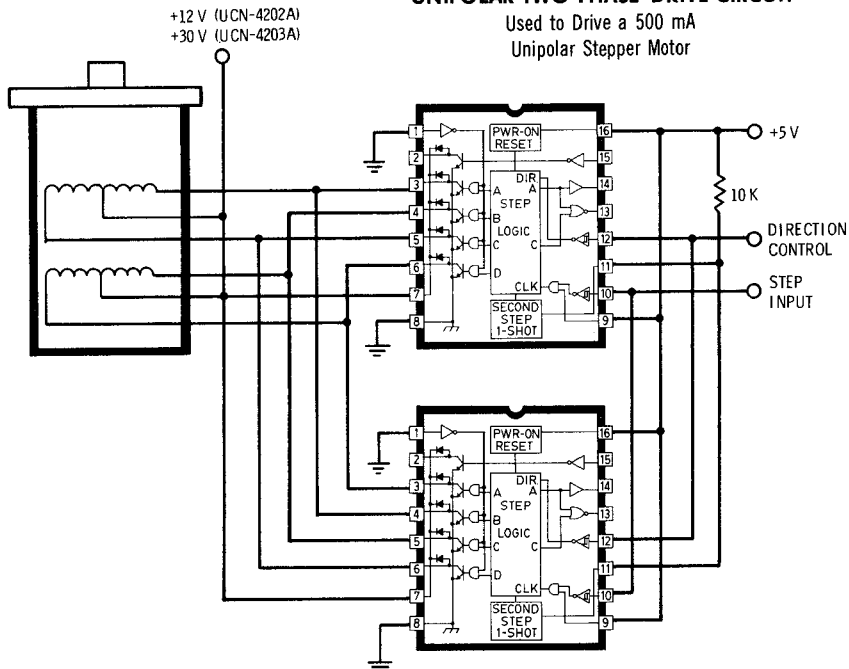 UNIPOLAR TWO-PHASE DRIVE CIRCUIT
Used to Drive a 500 mA
Unipolar Stepper Motor
+12 V (UCN-4202A)
+30 V (UCN-4203A)
1
2
3
4
5
6
7
8
PWR-ON
RESET
DIR
A
A
STEP
B
LOGIC
C
C
D
CLK
SECOND
STEP
1-SHOT
16
15
14
13
12
11
10
9
+5 V
10 K
DIRECTION
CONTROL
STEP
INPUT
1
2
3
4
5
6
7
8
PWR-ON
RESET
DIR
A
A
STEP
B
LOGIC
C
C
D
CLK
SECOND
STEP
1-SHOT
16
15
14
13
12
11
10
9